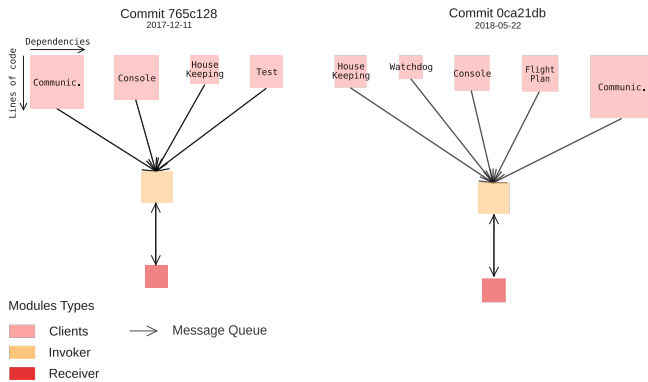 Commit 765c128
2017-12-11
Commit 0ca21db
2018-05-22
Dependencies
Lines of code
Communic.
Console
House
Keeping
Test
House
Keeping
Watchdog
Console
Flight
Plan
Communic.
Modules Types
Clients
Message Queue
Invoker
Receiver